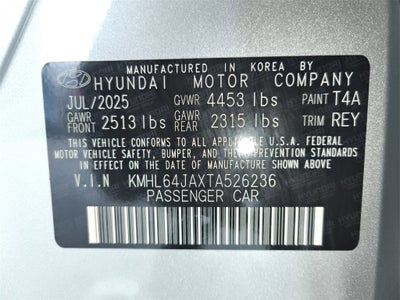 MANUFACTURED IN KOREA BY
HYUNDAI MOTOR COMPANY
JUL/2025 GVWR 4453 lbs PAINT T4A
GAWR FRONT 2513 lbs GAWR REAR 2315 lbs TRIM REY
THIS VEHICLE CONFORMS TO ALL APPLICABLE U.S.A. FEDERAL
MOTOR VEHICLE SAFETY, BUMPER, AND THEFT PREVENTION STANDARDS
IN EFFECT ON THE DATE OF MANUFACTURE SHOWN ABOVE.
V.I.N KMHL64JAXTA526236
PASSENGER CAR